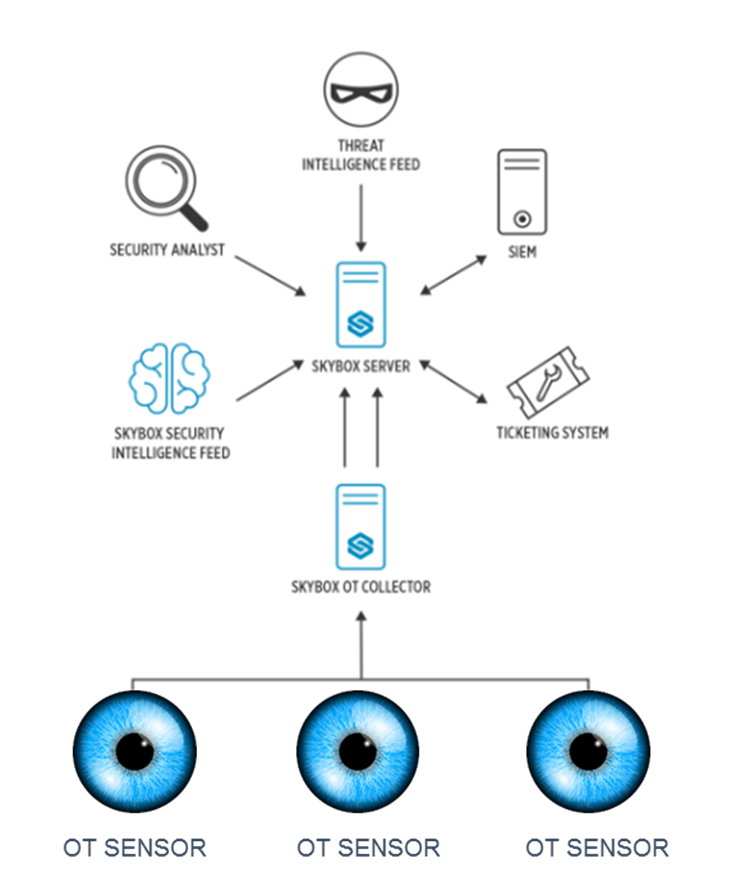 THREAT
INTELLIGENCE FEED
SECURITY ANALYST
SIEM
SKYBOX SERVER
SKYBOX SECURITY
INTELLIGENCE FEED
TICKETING SYSTEM
SKYBOX OT COLLECTOR
OT SENSOR
OT SENSOR
OT SENSOR